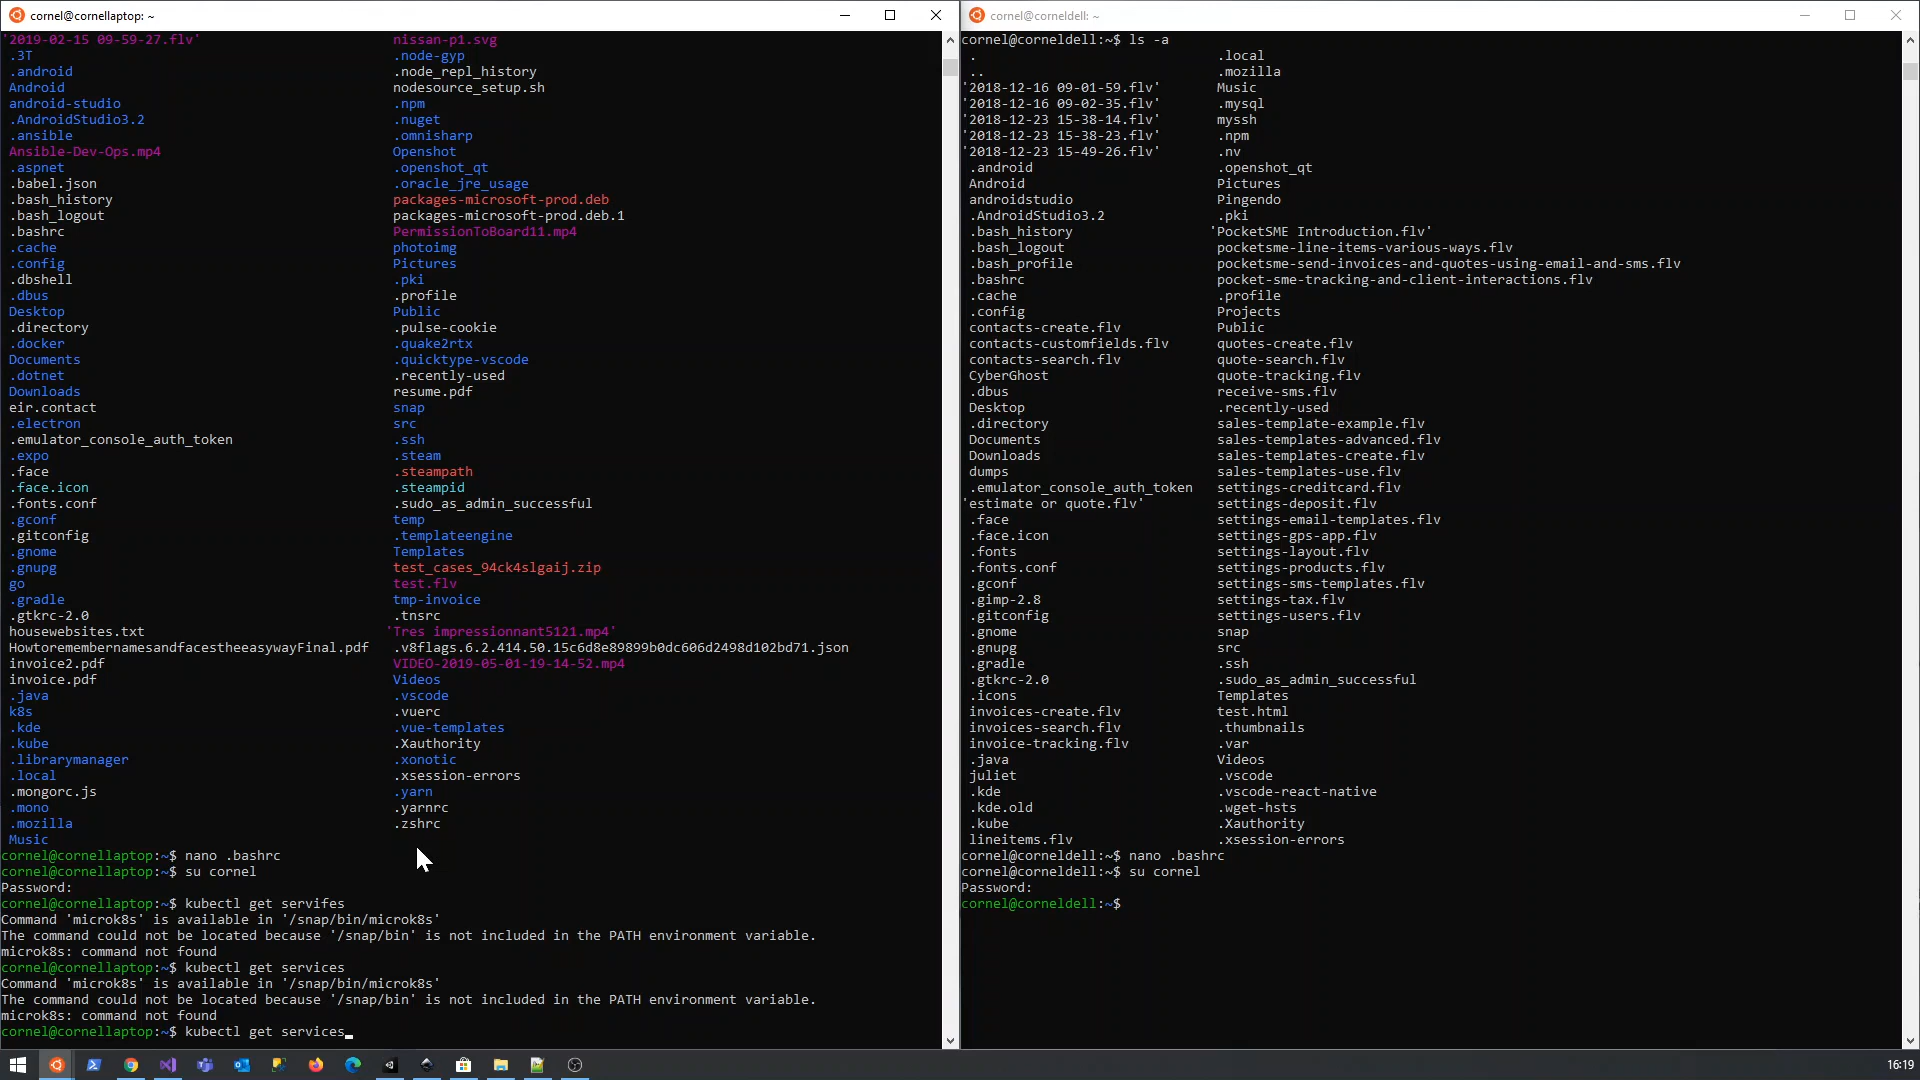 cornel@cornellaptop: ~
'2019-02-15 09-59-27.flv' nissan-p1.svg
.3T .node-gyp
.android .node_repl_history
Android nodesource_setup.sh
android-studio .npm
.AndroidStudio3.2 .nuget
.ansible .omnisharp
Ansible-Dev-Ops.mp4 Openshot
.aspnet .openshot_qt
.babel.json .oracle_jre_usage
.bash_history packages-microsoft-prod.deb
.bash_logout packages-microsoft-prod.deb.1
.bashrc PermissionToBoard11.mp4
.cache photoimg
.config Pictures
.dbshell .pki
.dbus .profile
Desktop Public
.directory .pulse-cookie
.docker .quake2rtx
Documents .quicktype-vscode
.dotnet .recently-used
Downloads resume.pdf
eir.contact snap
.electron src
.emulator_console_auth_token .ssh
.expo .steam
.face .steampath
.face.icon .steampid
.fonts.conf .sudo_as_admin_successful
.gconf temp
.gitconfig .templateengine
.gnome Templates
.gnupg test_cases_94ck4slgaij.zip
go test.flv
.gradle tmp-invoice
.gtkrc-2.0 .tnsrc
housewebsites.txt 'Tres impressionnant5121.mp4'
HowtoremembernamesandfacestheeasywayFinal.pdf .v8flags.6.2.414.50.15c6d8e89899b0dc606d2498d102bd71.json
invoice2.pdf VIDEO-2019-05-01-19-14-52.mp4
invoice.pdf Videos
.java .vscode
k8s .vuerc
.kde .vue-templates
.kube .Xauthority
.librarymanager .xonotic
.local .xsession-errors
.mongorc.js .yarn
.mono .yarnrc
.mozilla .zshrc
Music
cornel@cornellaptop:~$ nano .bashrc
cornel@cornellaptop:~$ su cornel
Password:
cornel@cornellaptop:~$ kubectl get servifes
Command 'microk8s' is available in '/snap/bin/microk8s'
The command could not be located because '/snap/bin' is not included in the PATH environment variable.
microk8s: command not found
cornel@cornellaptop:~$ kubectl get services
Command 'microk8s' is available in '/snap/bin/microk8s'
The command could not be located because '/snap/bin' is not included in the PATH environment variable.
microk8s: command not found
cornel@cornellaptop:~$ kubectl get services_
cornel@corneldell: ~
cornel@corneldell:~$ ls -a
. .local
.. .mozilla
'2018-12-16 09-01-59.flv' Music
'2018-12-16 09-02-35.flv' .mysql
'2018-12-23 15-38-14.flv' myssh
'2018-12-23 15-38-23.flv' .npm
'2018-12-23 15-49-26.flv' .nv
.android .openshot_qt
Android Pictures
androidstudio Pingendo
.AndroidStudio3.2 .pki
.bash_history 'PocketSME Introduction.flv'
.bash_logout pocketsme-line-items-various-ways.flv
.bash_profile pocketsme-send-invoices-and-quotes-using-email-and-sms.flv
.bashrc pocket-sme-tracking-and-client-interactions.flv
.cache .profile
.config Projects
contacts-create.flv Public
contacts-customfields.flv quotes-create.flv
contacts-search.flv quote-search.flv
CyberGhost quote-tracking.flv
.dbus receive-sms.flv
Desktop .recently-used
.directory sales-template-example.flv
Documents sales-templates-advanced.flv
Downloads sales-templates-create.flv
dumps sales-templates-use.flv
.emulator_console_auth_token settings-creditcard.flv
'estimate or quote.flv' settings-deposit.flv
.face settings-email-templates.flv
.face.icon settings-gps-app.flv
.fonts settings-layout.flv
.fonts.conf settings-products.flv
.gconf settings-sms-templates.flv
.gimp-2.8 settings-tax.flv
.gitconfig settings-users.flv
.gnome snap
.gnupg src
.gradle .ssh
.gtkrc-2.0 .sudo_as_admin_successful
.icons Templates
invoices-create.flv test.html
invoices-search.flv .thumbnails
invoice-tracking.flv .var
.java Videos
juliet .vscode
.kde .vscode-react-native
.kde.old .wget-hsts
.kube .Xauthority
lineitems.flv .xsession-errors
cornel@corneldell:~$ nano .bashrc
cornel@corneldell:~$ su cornel
Password:
cornel@corneldell:~$
16:19